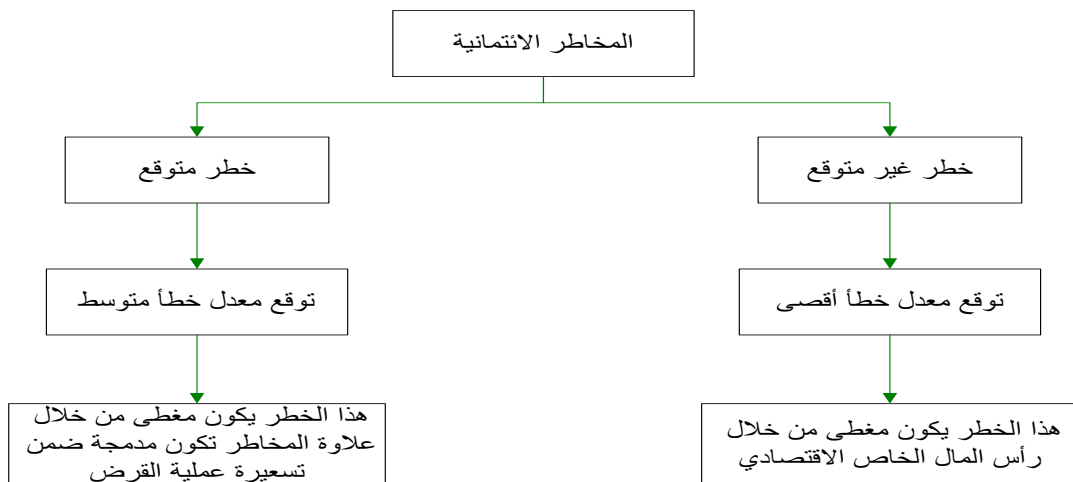 المخاطر الائتمانية
خطر غير متوقع
خطر متوقع
توقع معدل خطأ أقصى
توقع معدل خطأ متوسط
هذا الخطر يكون مغطى من خلال
رأس المال الخاص الاقتصادي
هذا الخطر يكون مغطى من خلال
علاوة المخاطر تكون مدمجة ضمن
تسعيرة عملية القرض